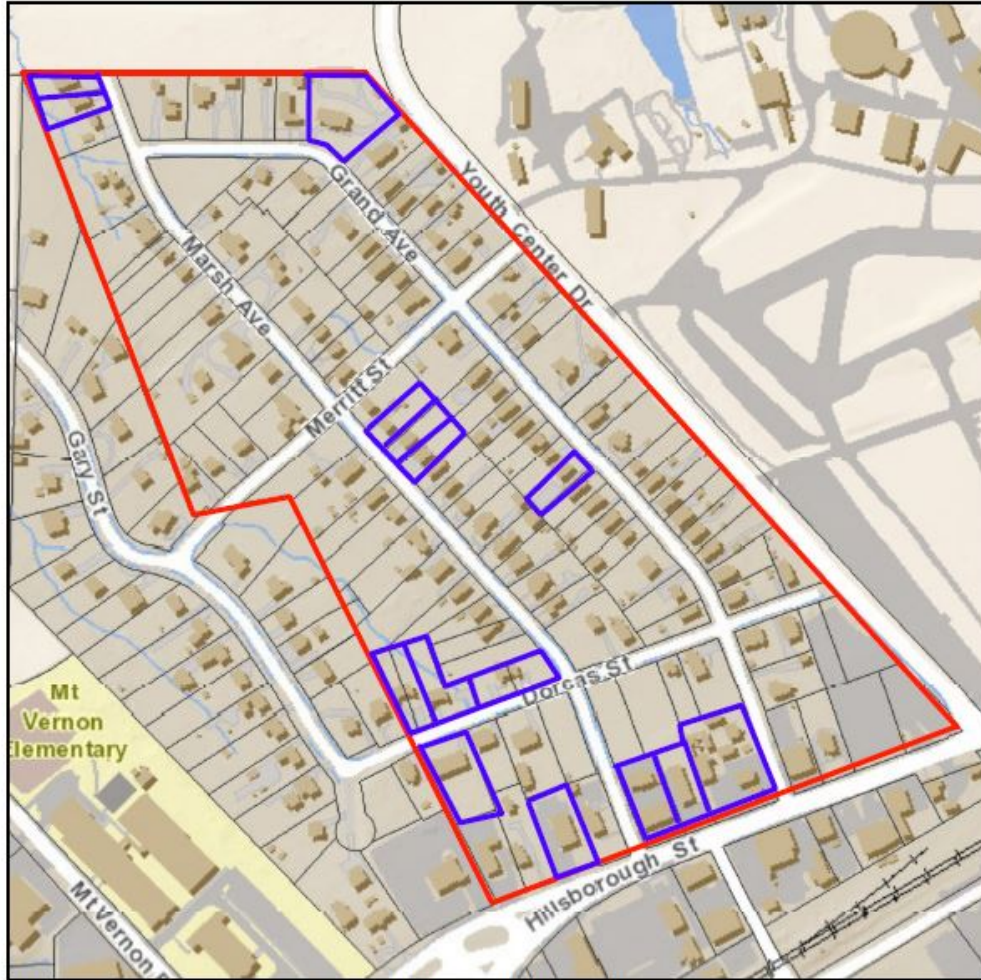 Youth Center Dr
Grand Ave
Marsh Ave
Merritt St
Gary St
Dorcas St
Mt
Vernon
Elementary
Hillsborough St
Mt Vernon